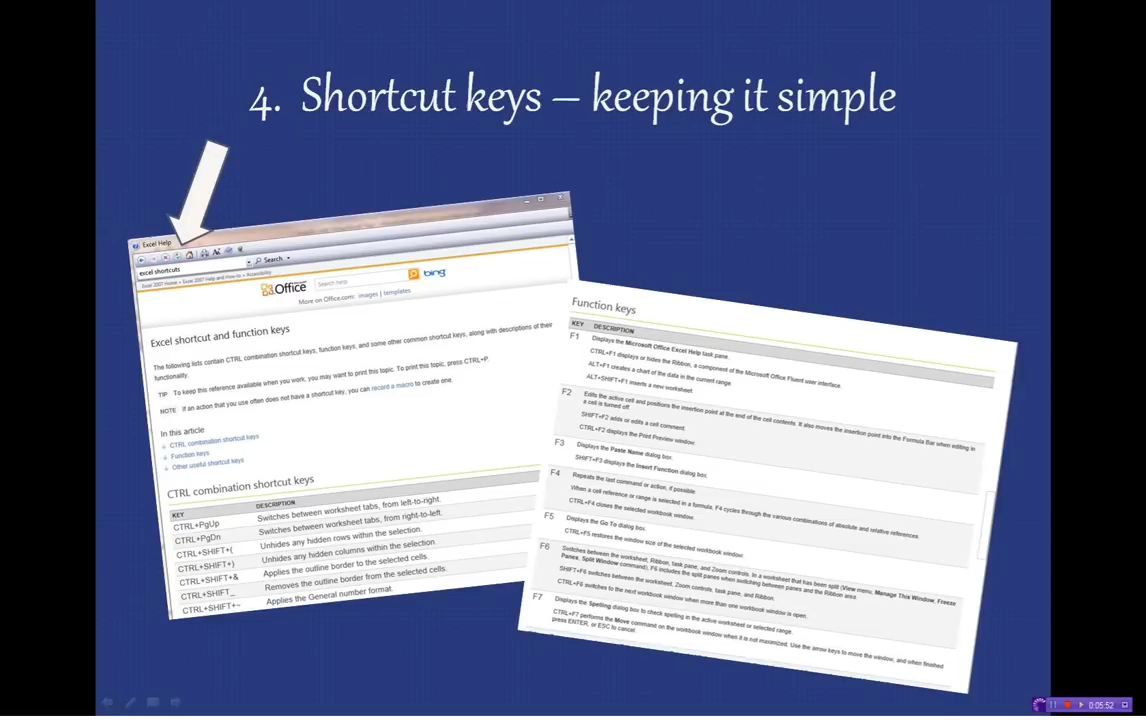 4. Shortcut keys – keeping it simple
Excel Help
excel shortcuts
Search
Excel 2007 Home > Excel 2007 Help and How-to > Accessibility
Office
Search help
bing
More on Office.com: images | templates
Excel shortcut and function keys
The following lists contain CTRL combination shortcut keys, function keys, and some other common shortcut keys, along with descriptions of their
functionality.
TIP To keep this reference available when you work, you may want to print this topic. To print this topic, press CTRL+P.
NOTE If an action that you use often does not have a shortcut key, you can record a macro to create one.
In this article
CTRL combination shortcut keys
Function keys
Other useful shortcut keys
CTRL combination shortcut keys
KEY DESCRIPTION
CTRL+PgUp Switches between worksheet tabs, from left-to-right.
CTRL+PgDn Switches between worksheet tabs, from right-to-left.
CTRL+SHIFT+( Unhides any hidden rows within the selection.
CTRL+SHIFT+) Unhides any hidden columns within the selection.
CTRL+SHIFT+& Applies the outline border to the selected cells.
CTRL+SHIFT_ Removes the outline border from the selected cells.
CTRL+SHIFT+~ Applies the General number format.
Function keys
KEY DESCRIPTION
F1 Displays the Microsoft Office Excel Help task pane.
CTRL+F1 displays or hides the Ribbon, a component of the Microsoft Office Fluent user interface.
ALT+F1 creates a chart of the data in the current range.
ALT+SHIFT+F1 inserts a new worksheet.
F2 Edits the active cell and positions the insertion point at the end of the cell contents. It also moves the insertion point into the Formula Bar when editing in
a cell is turned off.
SHIFT+F2 adds or edits a cell comment.
CTRL+F2 displays the Print Preview window.
F3 Displays the Paste Name dialog box.
SHIFT+F3 displays the Insert Function dialog box.
F4 Repeats the last command or action, if possible.
When a cell reference or range is selected in a formula, F4 cycles through the various combinations of absolute and relative references.
CTRL+F4 closes the selected workbook window.
F5 Displays the Go To dialog box.
CTRL+F5 restores the window size of the selected workbook window.
F6 Switches between the worksheet, Ribbon, task pane, and Zoom controls. In a worksheet that has been split (View menu, Manage This Window, Freeze
Panes, Split Window command), F6 includes the split panes when switching between panes and the Ribbon area.
SHIFT+F6 switches between the worksheet, Zoom controls, task pane, and Ribbon.
CTRL+F6 switches to the next workbook window when more than one workbook window is open.
F7 Displays the Spelling dialog box to check spelling in the active worksheet or selected range.
CTRL+F7 performs the Move command on the workbook window when it is not maximized. Use the arrow keys to move the window, and when finished
press ENTER, or ESC to cancel.
0:05:52